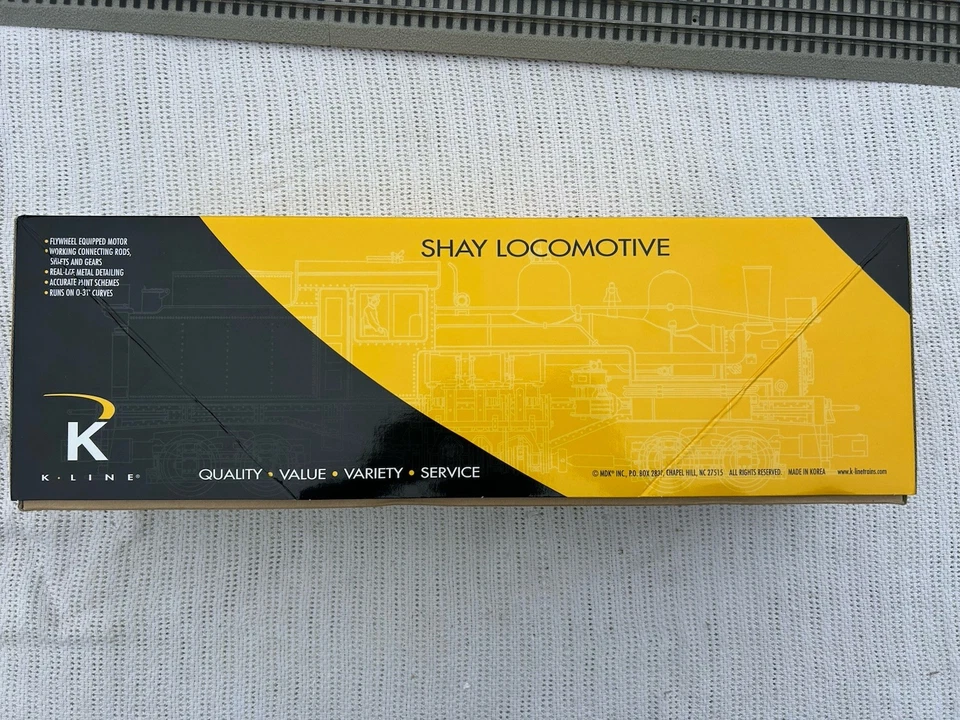 • FLYWHEEL EQUIPPED MOTOR
• WORKING CONNECTING RODS,
SHAFTS AND GEARS
• REAL-LIFE METAL DETAILING
• ACCURATE PAINT SCHEMES
• RUNS ON O-31" CURVES
SHAY LOCOMOTIVE
K
K • LINE®
QUALITY • VALUE • VARIETY • SERVICE
© MDK® INC., P.O. BOX CHAPEL HILL, NC 27515 ALL RIGHTS RESERVED. MADE IN KOREA www.k-linetrains.com